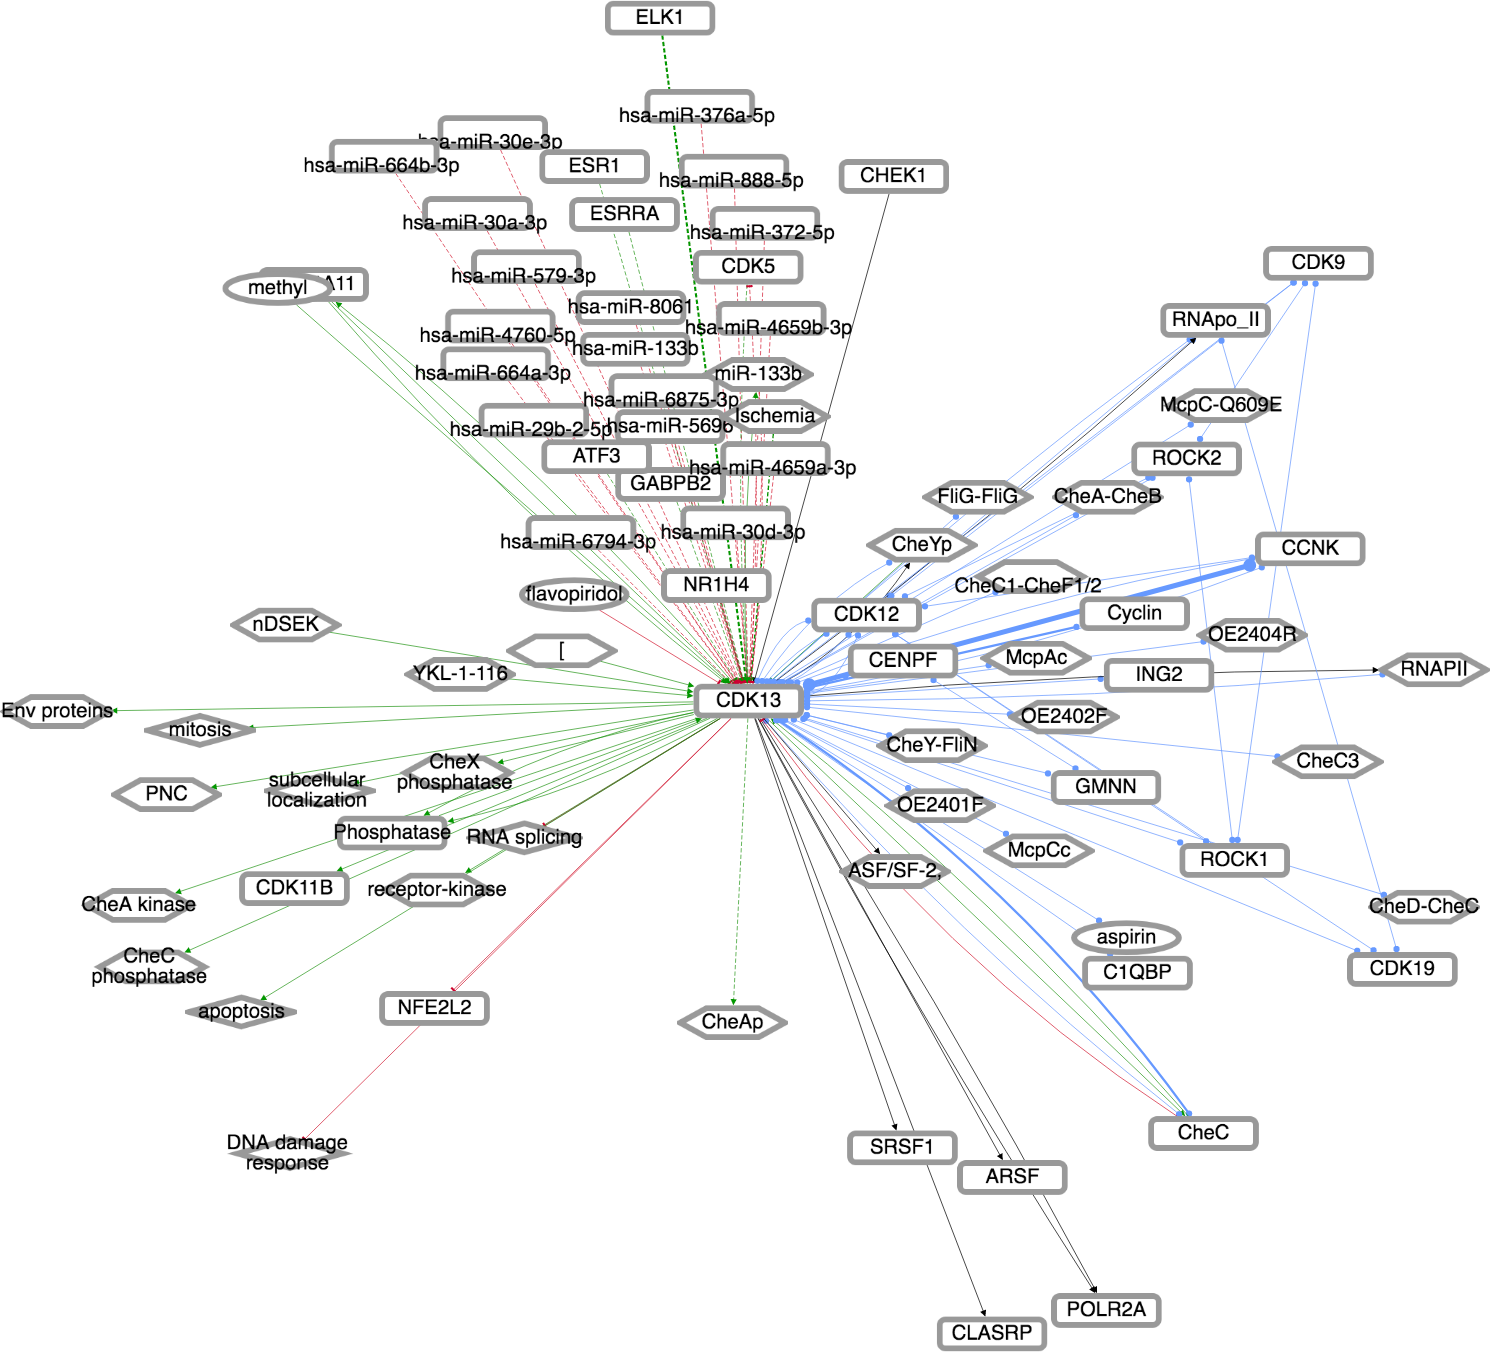 ELK1
hsa-miR-376a-5p
hsa-miR-30e-3p
hsa-miR-664b-3p
ESR1
hsa-miR-888-5p
CHEK1
hsa-miR-30a-3p
ESRRA
hsa-miR-372-5p
hsa-miR-579-3p
CDK5
CDK9
methyl
A11
hsa-miR-8061
RNApo_II
hsa-miR-4760-5p
hsa-miR-4659b-3p
hsa-miR-133b
hsa-miR-664a-3p
miR-133b
hsa-miR-6875-3p
McpC-Q609E
hsa-miR-29b-2-5p
hsa-miR-569b
Ischemia
ATF3
ROCK2
hsa-miR-4659a-3p
GABPB2
FliG-FliG
CheA-CheB
hsa-miR-6794-3p
hsa-miR-30d-3p
CheYp
CCNK
NR1H4
CheC1-CheF1/2
flavopiridol
CDK12
Cyclin
nDSEK
OE2404R
[
CENPF
McpAc
RNAPII
YKL-1-116
ING2
CDK13
Env proteins
OE2402F
mitosis
CheY-FliN
CheX
phosphatase
CheC3
subcellular
localization
PNC
GMNN
OE2401F
Phosphatase
RNA splicing
McpCc
ROCK1
ASF/SF-2,
CDK11B
receptor-kinase
CheA kinase
CheD-CheC
aspirin
CheC
phosphatase
C1QBP
CDK19
apoptosis
NFE2L2
CheAp
CheC
DNA damage
response
SRSF1
ARSF
POLR2A
CLASRP